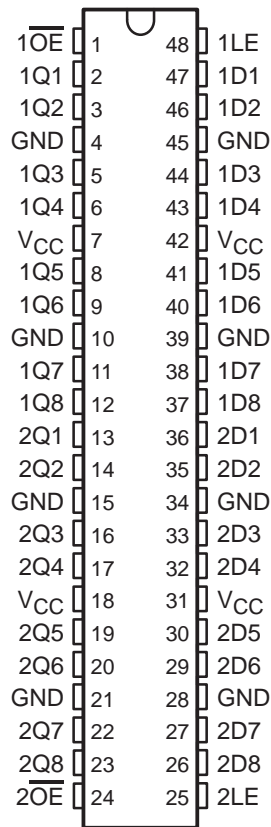 1O̅E̅ 1 48 1LE
1Q1 2 47 1D1
1Q2 3 46 1D2
GND 4 45 GND
1Q3 5 44 1D3
1Q4 6 43 1D4
VCC 7 42 VCC
1Q5 8 41 1D5
1Q6 9 40 1D6
GND 10 39 GND
1Q7 11 38 1D7
1Q8 12 37 1D8
2Q1 13 36 2D1
2Q2 14 35 2D2
GND 15 34 GND
2Q3 16 33 2D3
2Q4 17 32 2D4
VCC 18 31 VCC
2Q5 19 30 2D5
2Q6 20 29 2D6
GND 21 28 GND
2Q7 22 27 2D7
2Q8 23 26 2D8
2O̅E̅ 24 25 2LE